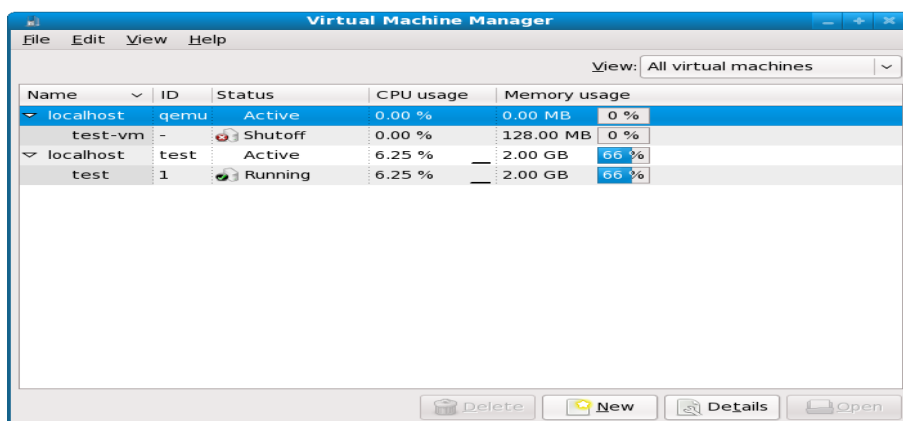 Virtual Machine Manager
File Edit View Help
View: All virtual machines
Name ID Status CPU usage Memory usage
localhost qemu Active 0.00 % 0.00 MB 0 %
test-vm - Shutoff 0.00 % 128.00 MB 0 %
localhost test Active 6.25 % 2.00 GB 66 %
test 1 Running 6.25 % 2.00 GB 66 %
Delete New Details Open